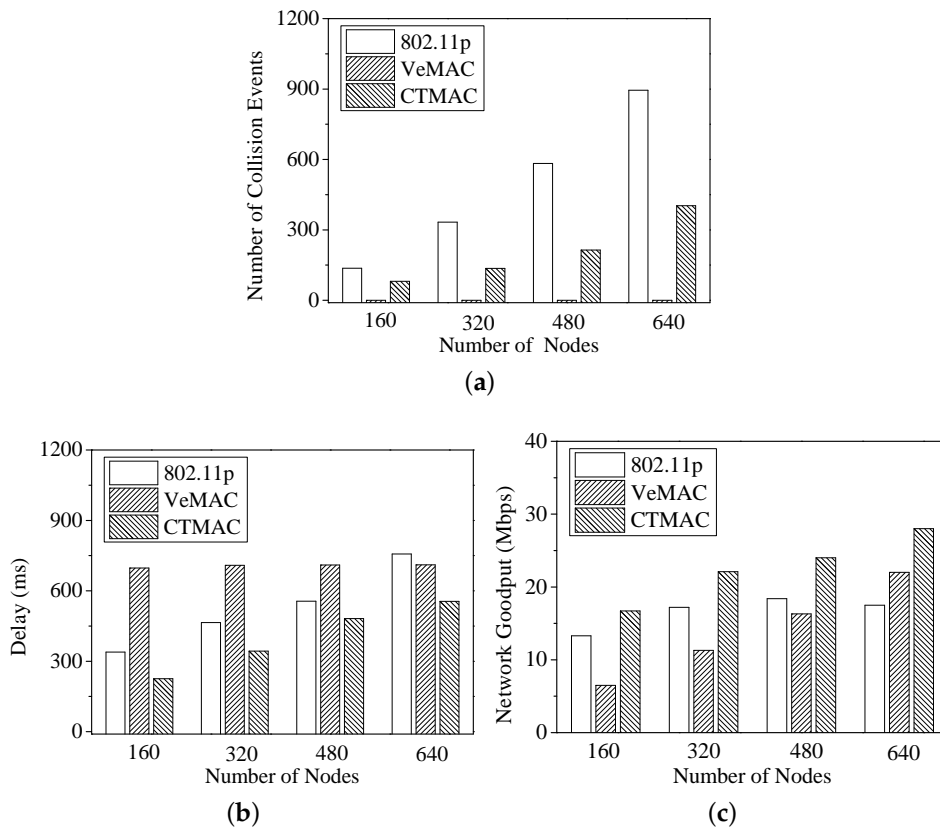 1200
900
600
300
0
Number of Collision Events
802.11p
VeMAC
CTMAC
160 320 480 640
Number of Nodes
(a)
1200
900
600
300
0
Delay (ms)
802.11p
VeMAC
CTMAC
160 320 480 640
Number of Nodes
(b)
40
30
20
10
0
Network Goodput (Mbps)
802.11p
VeMAC
CTMAC
160 320 480 640
Number of Nodes
(c)